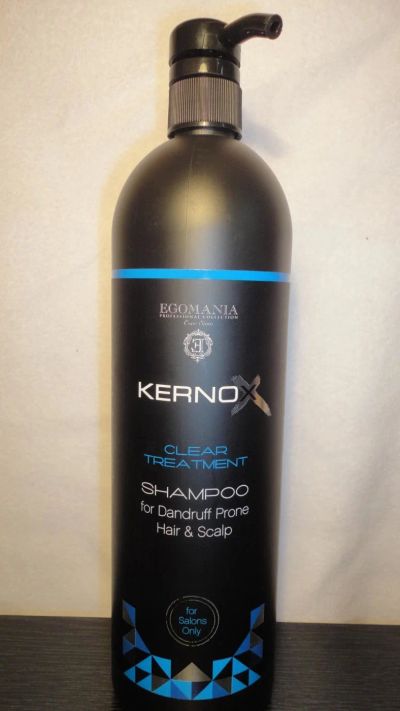 EGOMANIA
PROFESSIONAL COLLECTION
KERNOX
CLEAR
TREATMENT
SHAMPOO
for Dandruff Prone
Hair & Scalp
for
Salons
Only